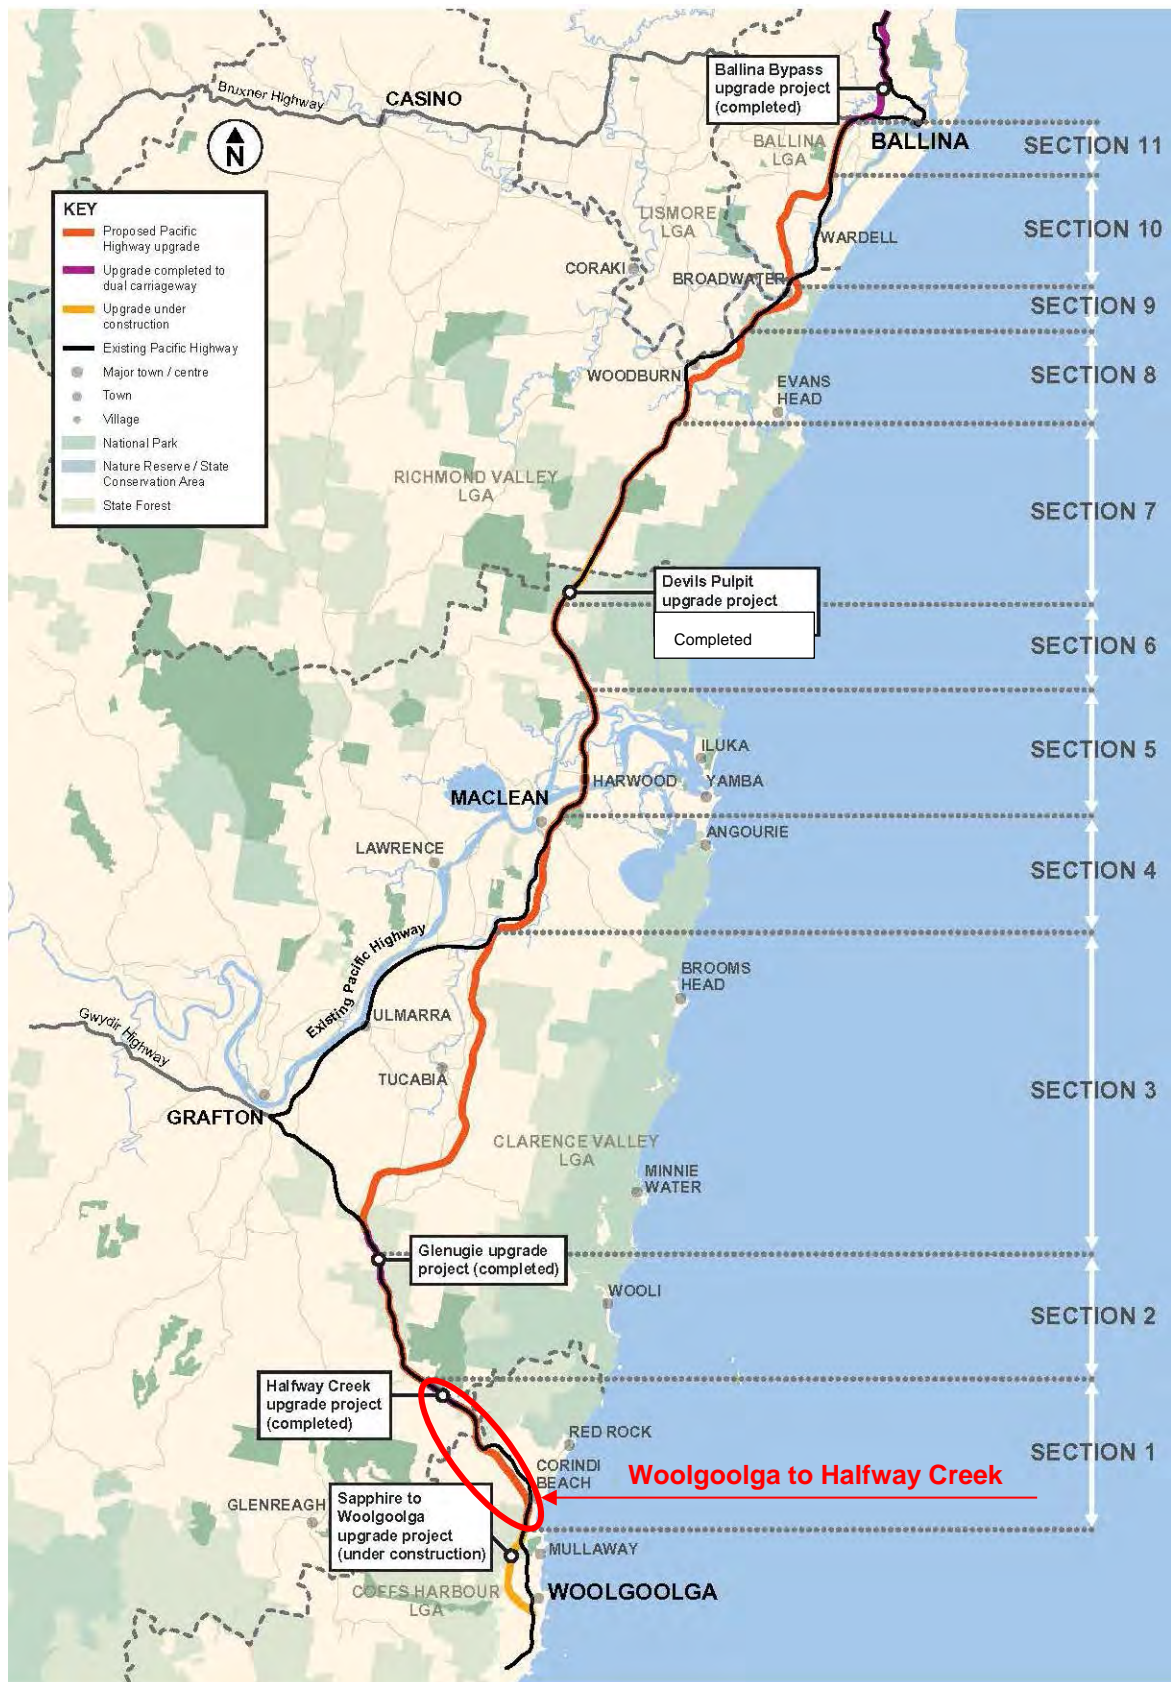 Ballina Bypass
upgrade project
(completed)
Bruxner Highway
CASINO
N
BALLINA
BALLINA
LGA
SECTION 11
KEY
Proposed Pacific
Highway upgrade
Upgrade completed to
dual carriageway
Upgrade under
construction
Existing Pacific Highway
Major town / centre
Town
Village
National Park
Nature Reserve / State
Conservation Area
State Forest
LISMORE
LGA
SECTION 10
WARDELL
CORAKI
BROADWATER
SECTION 9
WOODBURN
EVANS
HEAD
SECTION 8
RICHMOND VALLEY
LGA
SECTION 7
Devils Pulpit
upgrade project
Completed
SECTION 6
ILUKA
SECTION 5
HARWOOD
YAMBA
MACLEAN
ANGOURIE
LAWRENCE
SECTION 4
Existing Pacific Highway
BROOMS
HEAD
ULMARRA
Gwydir Highway
TUCABIA
SECTION 3
GRAFTON
CLARENCE VALLEY
LGA
MINNIE
WATER
Glenugie upgrade
project (completed)
WOOLI
SECTION 2
Halfway Creek
upgrade project
(completed)
RED ROCK
SECTION 1
CORINDI
BEACH
Woolgoolga to Halfway Creek
GLENREAGH
Sapphire to
Woolgoolga
upgrade project
(under construction)
MULLAWAY
COFFS HARBOUR
LGA
WOOLGOOLGA